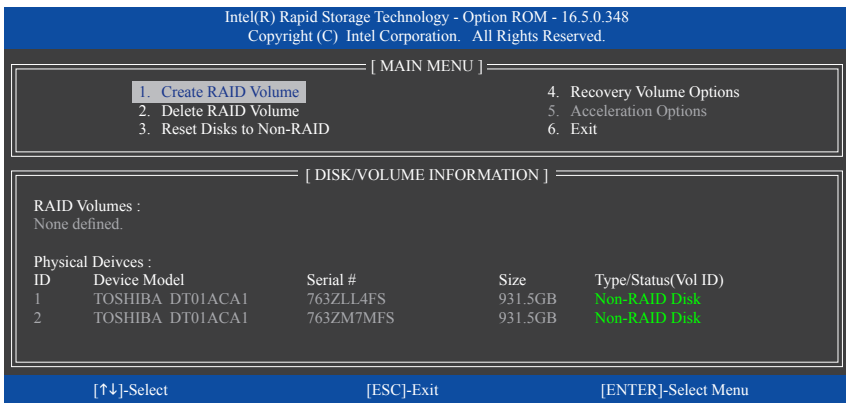 Intel(R) Rapid Storage Technology - Option ROM - 16.5.0.348
Copyright (C) Intel Corporation. All Rights Reserved.
[ MAIN MENU ]
1. Create RAID Volume
2. Delete RAID Volume
3. Reset Disks to Non-RAID
4. Recovery Volume Options
5. Acceleration Options
6. Exit
[ DISK/VOLUME INFORMATION ]
RAID Volumes :
None defined.
Physical Deivces :
ID Device Model Serial # Size Type/Status(Vol ID)
1 TOSHIBA DT01ACA1 763ZLL4FS 931.5GB Non-RAID Disk
2 TOSHIBA DT01ACA1 763ZM7MFS 931.5GB Non-RAID Disk
[↑↓]-Select [ESC]-Exit [ENTER]-Select Menu